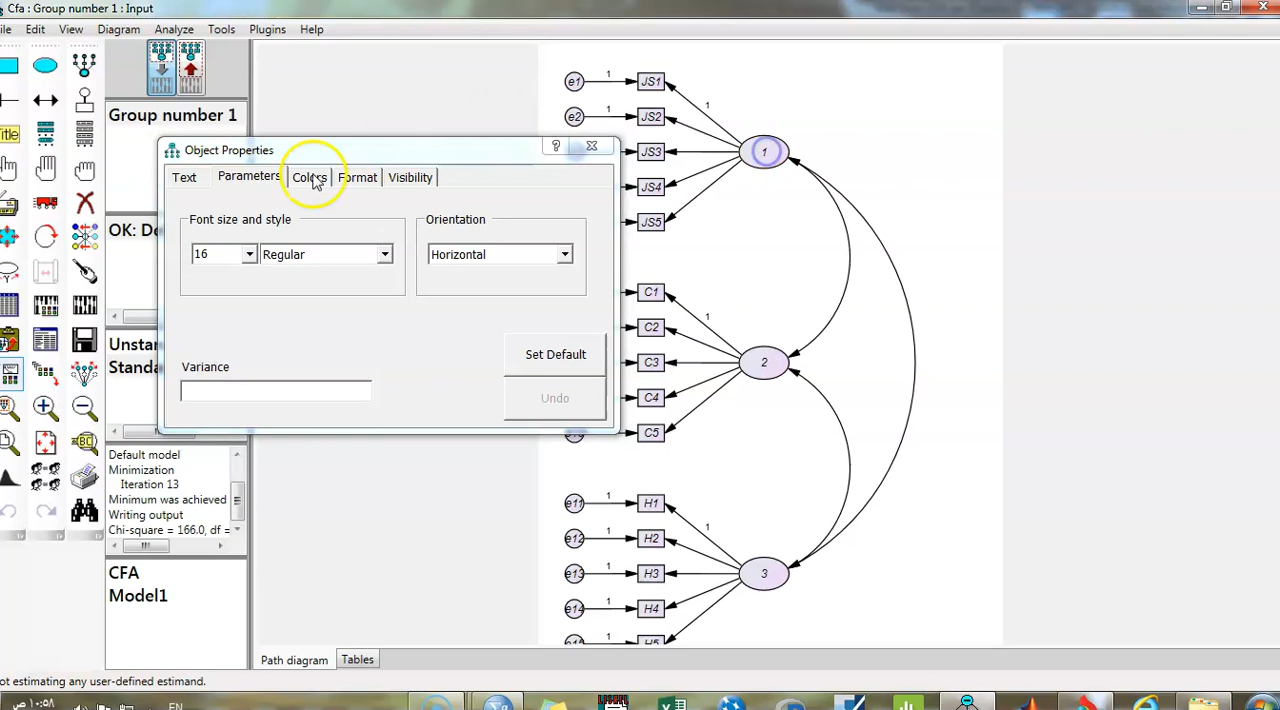 Cfa : Group number 1 : Input
Edit View Diagram Analyze Tools Plugins Help
Title
Group number 1
OK: De
Default model
Minimization
Iteration 13
Minimum was achieved
Writing output
Chi-square = 166.0, df =
CFA
Model1
Object Properties
?
Text Parameters Colors Format Visibility
Font size and style
Orientation
16 Regular
Horizontal
Variance
Set Default
Undo
e1 1 JS1
e2 1 JS2
JS3
JS4
JS5
1
1
C1
C2
C3
C4
C5
1
2
e11 1 H1
e12 1 H2
e13 1 H3
e14 1 H4
1 H5
1
3
Path diagram Tables
ot estimating any user-defined estimand.
١٠:٥٨ ص
EN